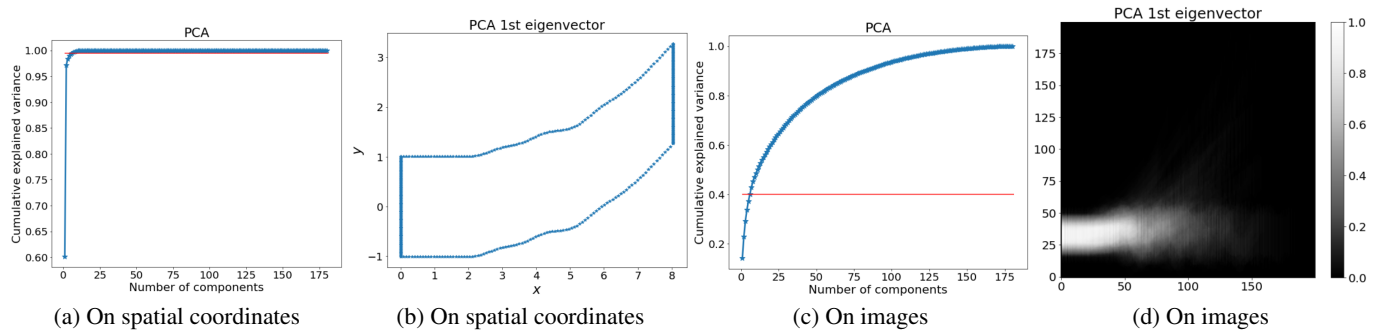 PCA
Cumulative explained variance
1.00
0.95
0.90
0.85
0.80
0.75
0.70
0.65
0.60
0 25 50 75 100 125 150 175
Number of components
(a) On spatial coordinates
PCA 1st eigenvector
y
3
2
1
0
−1
0 1 2 3 4 5 6 7 8
x
(b) On spatial coordinates
PCA
Cumulative explained variance
1.0
0.8
0.6
0.4
0.2
0 25 50 75 100 125 150 175
Number of components
(c) On images
PCA 1st eigenvector
175
150
125
100
75
50
25
0
0 50 100 150
1.0
0.8
0.6
0.4
0.2
0.0
(d) On images